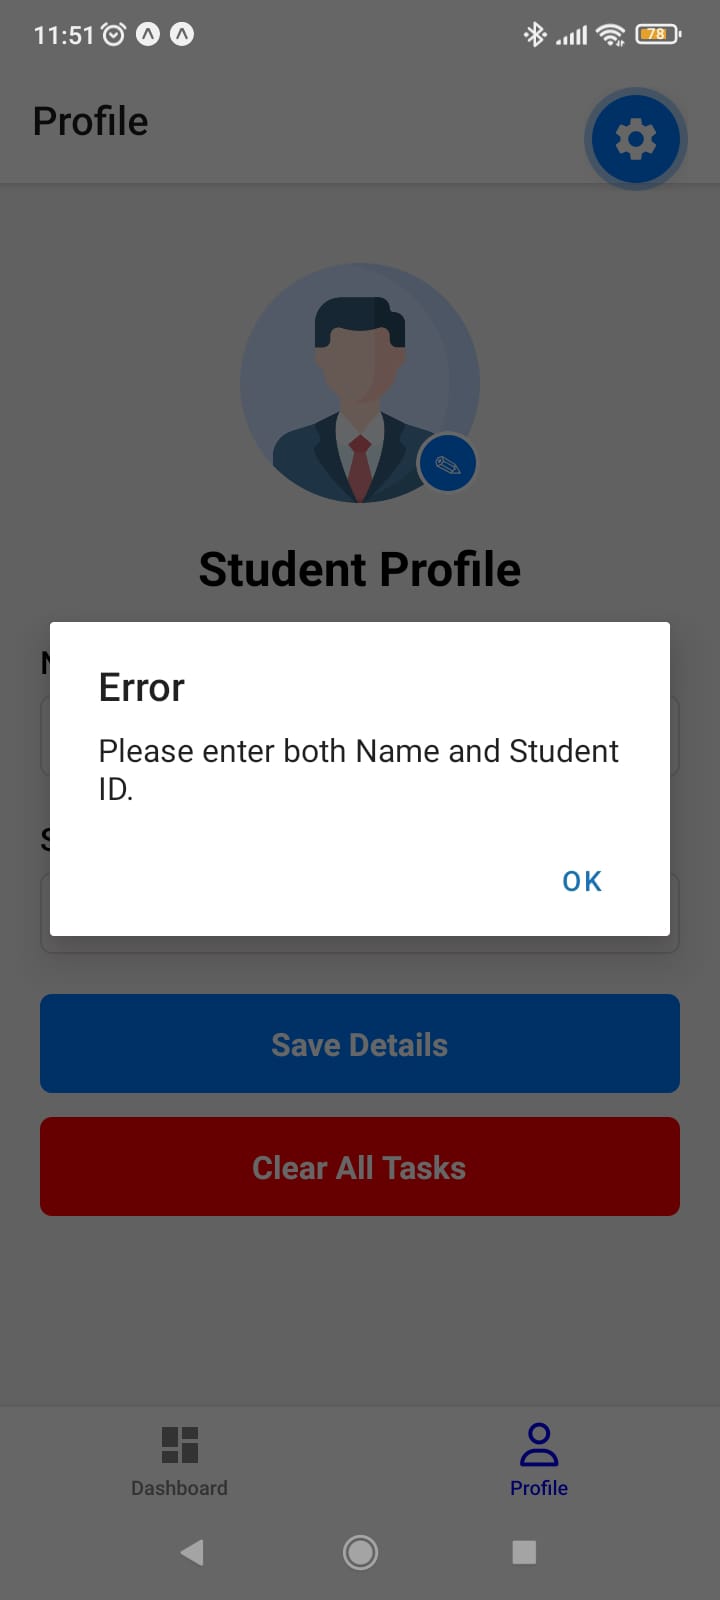 11:51
78
Profile
Student Profile
Error
Please enter both Name and Student
ID.
OK
Save Details
Clear All Tasks
Dashboard
Profile